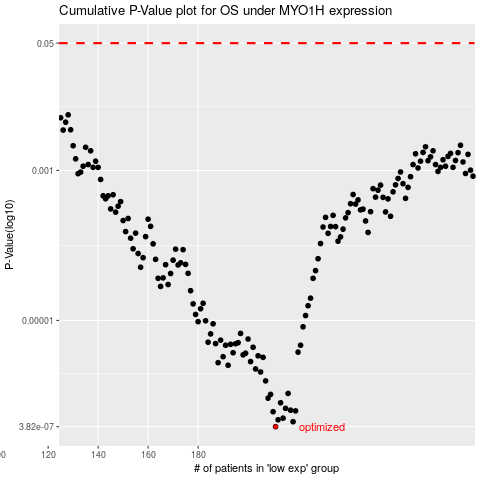 Cumulative P-Value plot for OS under MYO1H expression
0.05
0.001
0.00001
3.82e-07
P-Value(log10)
optimized
00 120 140 160 180
# of patients in 'low exp' group